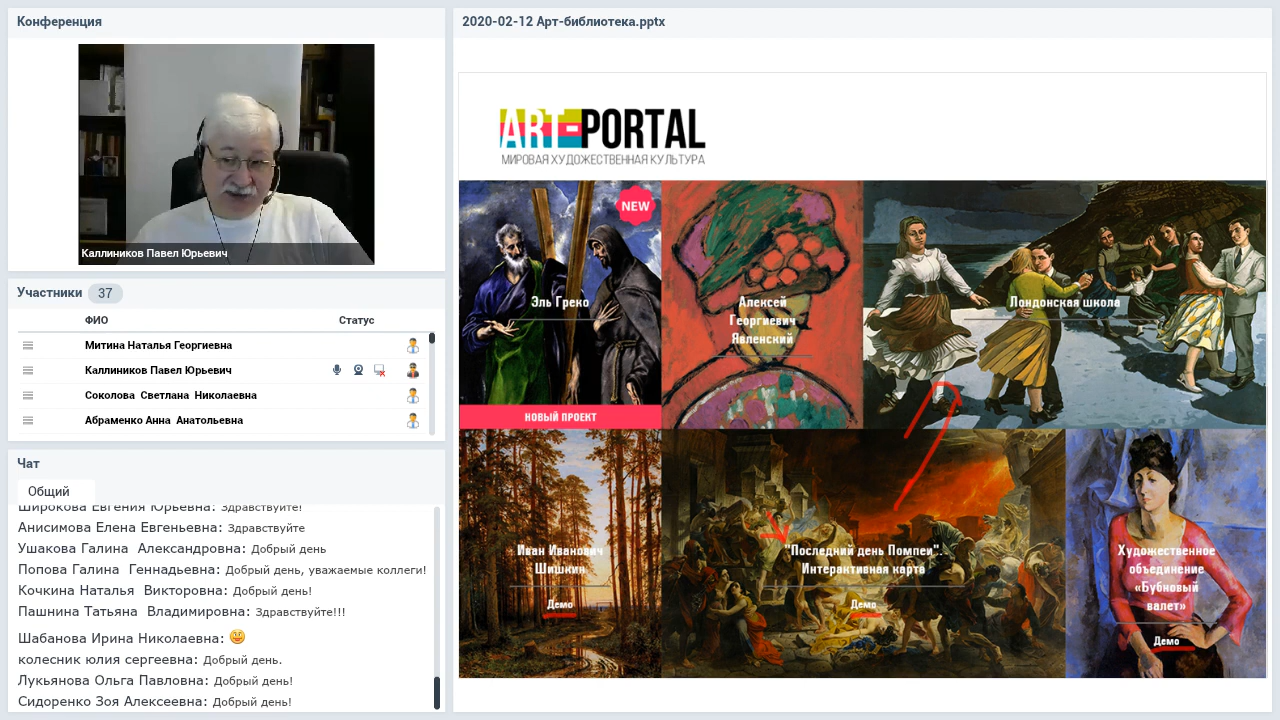 Конференция
Каллиников Павел Юрьевич
Участники 37
ФИО Статус
Митина Наталья Георгиевна
Каллиников Павел Юрьевич
Соколова Светлана Николаевна
Абраменко Анна Анатольевна
Чат
Общий
Широкова Евгения Юрьевна: Здравствуйте!
Анисимова Елена Евгеньевна: Здравствуйте
Ушакова Галина Александровна: Добрый день
Попова Галина Геннадьевна: Добрый день, уважаемые коллеги!
Кочкина Наталья Викторовна: Добрый день!
Пашнина Татьяна Владимировна: Здравствуйте!!!
Шабанова Ирина Николаевна:
колесник юлия сергеевна: Добрый день.
Лукьянова Ольга Павловна: Добрый день!
Сидоренко Зоя Алексеевна: Добрый день!
2020-02-12 Арт-библиотека.pptx
ART-PORTAL
МИРОВАЯ ХУДОЖЕСТВЕННАЯ КУЛЬТУРА
NEW
Эль Греко
НОВЫЙ ПРОЕКТ
Алексей
Георгиевич
Явленский
Лондонская школа
Иван Иванович
Шишкин
Демо
"Последний день Помпеи".
Интерактивная карта
Демо
Художественное
объединение
«Бубновый
валет»
Демо